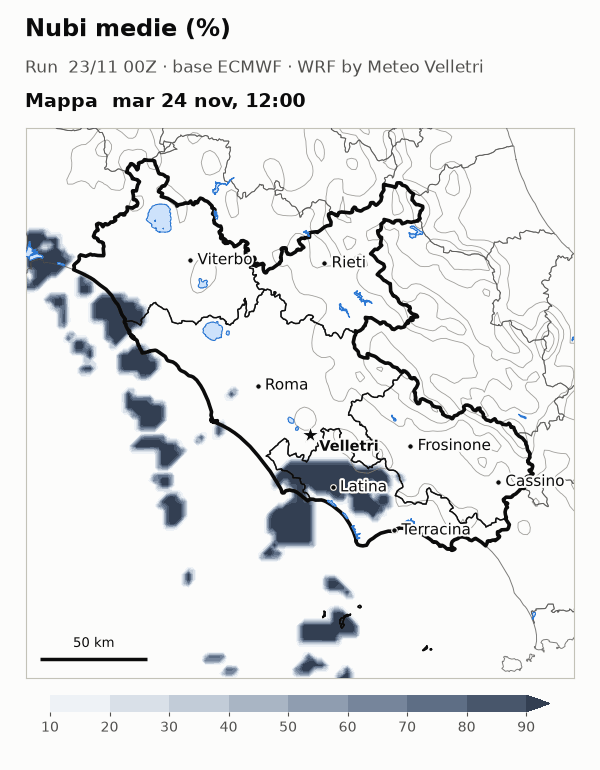 Nubi medie (%)
Run  23/11 00Z · base ECMWF · WRF by Meteo Velletri
Mappa  mar 24 nov, 12:00
Viterbo
Rieti
Roma
Velletri
Frosinone
Latina
Cassino
Terracina
50 km
10 20 30 40 50 60 70 80 90